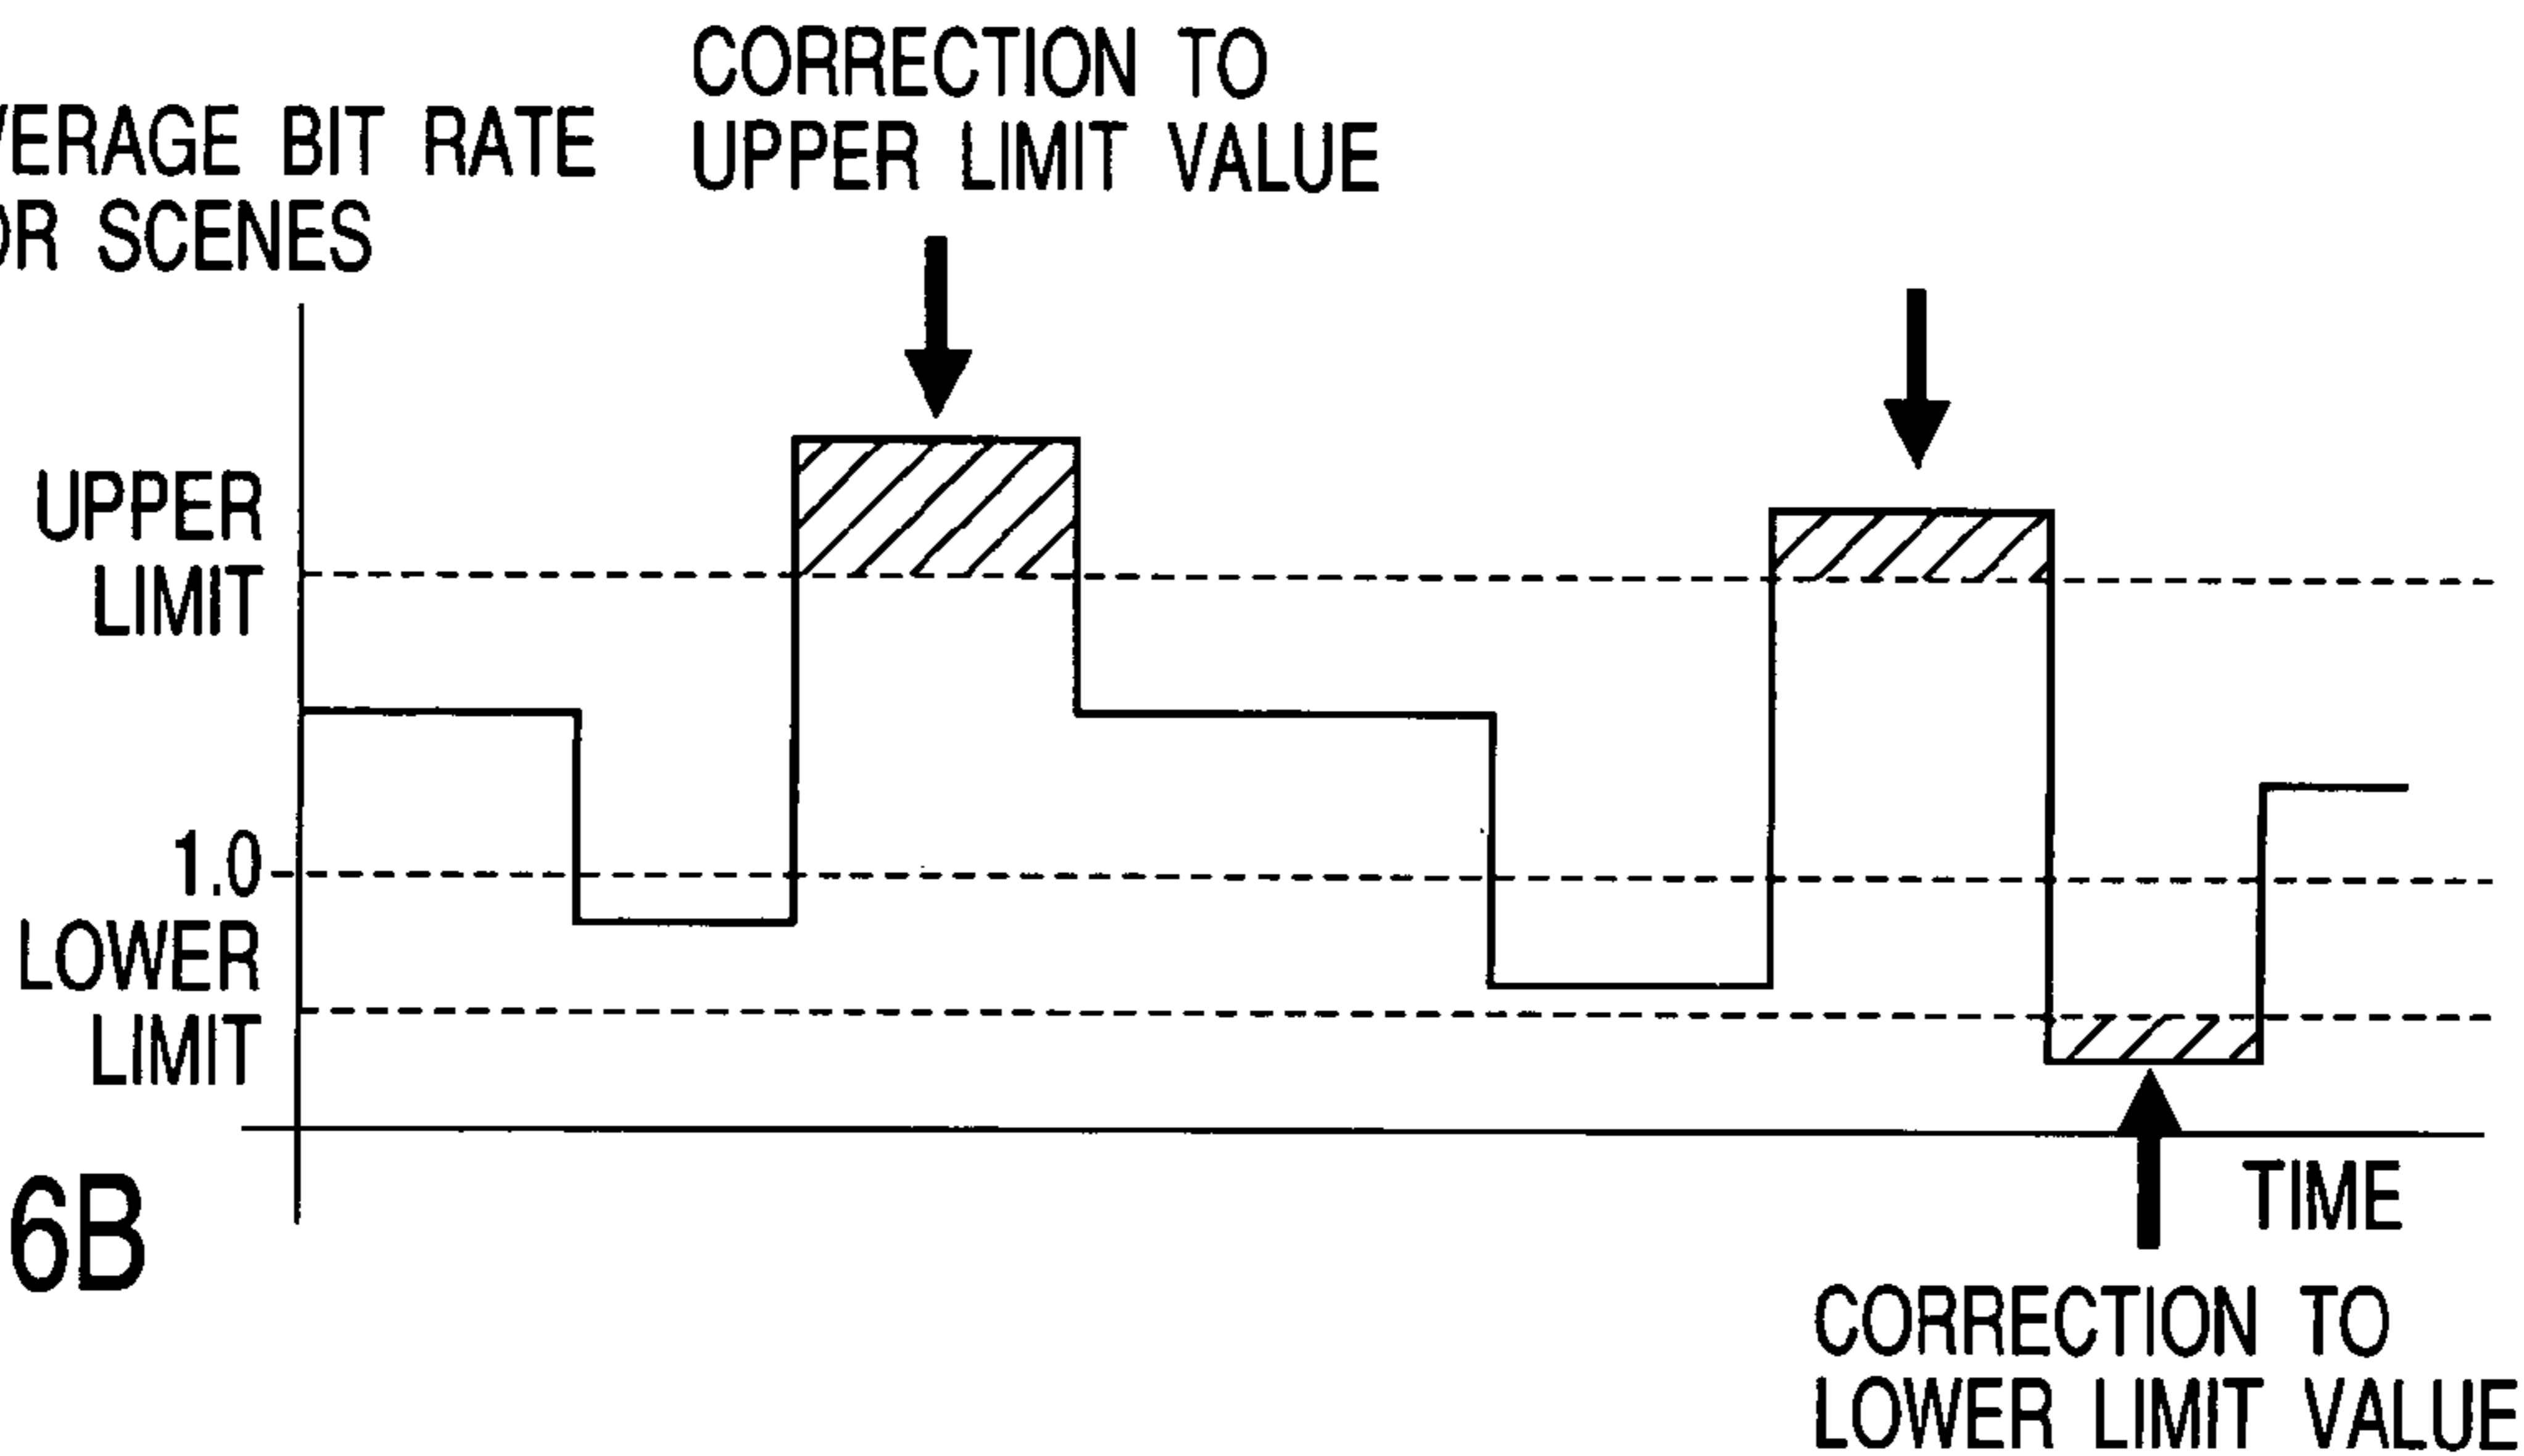 CORRECTION TO
UPPER LIMIT VALUE
VERAGE BIT RATE
OR SCENES
UPPER
LIMIT
1.0
LOWER
LIMIT
TIME
6B
CORRECTION TO
LOWER LIMIT VALUE